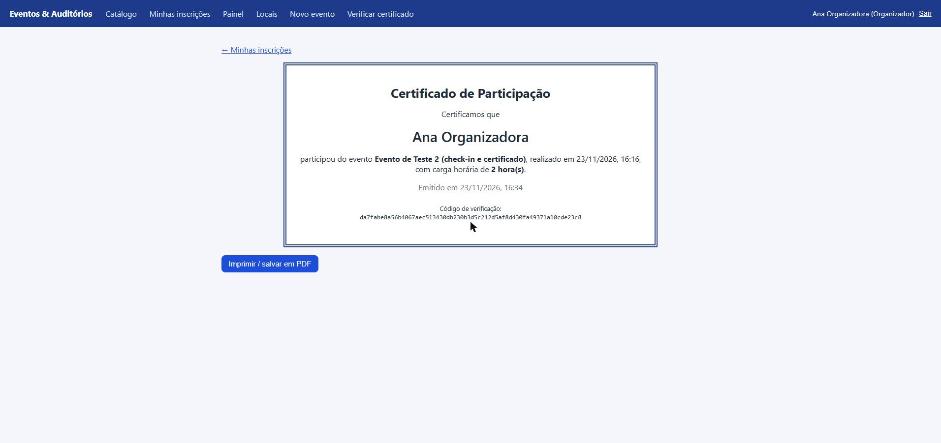 Eventos & Auditórios Catálogo Minhas inscrições Painel Locais Novo evento Verificar certificado Ana Organizadora (Organizador) Sair
← Minhas inscrições
Certificado de Participação
Certificamos que
Ana Organizadora
participou do evento Evento de Teste 2 (check-in e certificado), realizado em 23/11/2026, 16:16,
com carga horária de 2 hora(s).
Emitido em 23/11/2026, 16:34
Código de verificação:
Imprimir / salvar em PDF